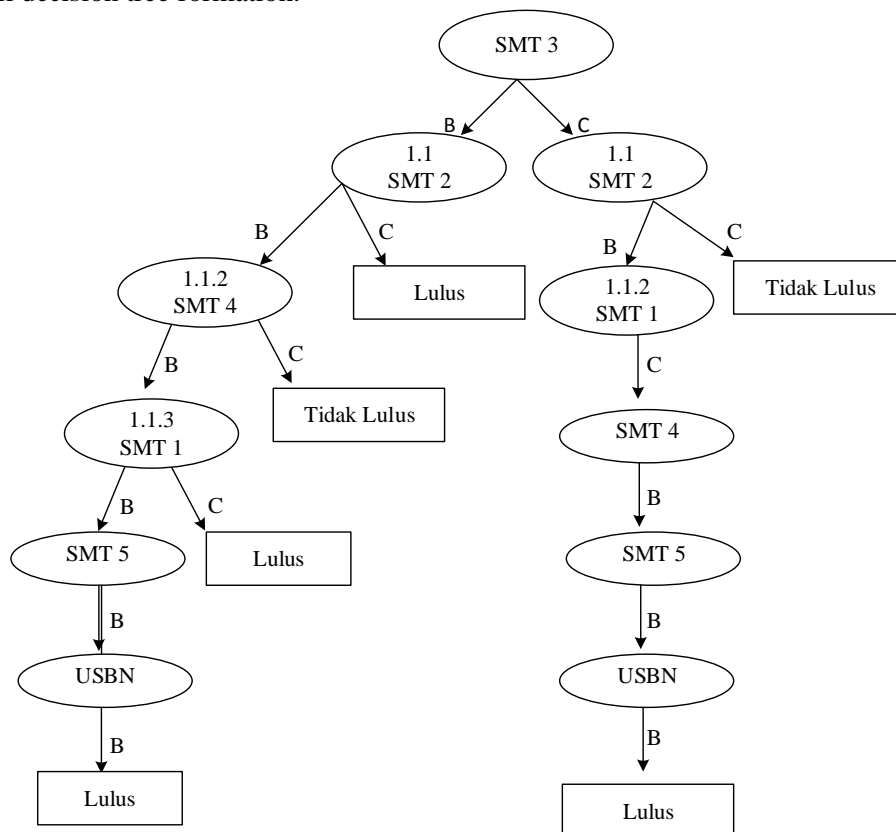 decision tree formation.
SMT 3
B
C
1.1
SMT 2
1.1
SMT 2
B
C
B
C
1.1.2
SMT 4
Lulus
1.1.2
SMT 1
Tidak Lulus
B
C
C
1.1.3
SMT 1
Tidak Lulus
SMT 4
B
C
B
SMT 5
Lulus
SMT 5
B
B
USBN
USBN
B
B
Lulus
Lulus